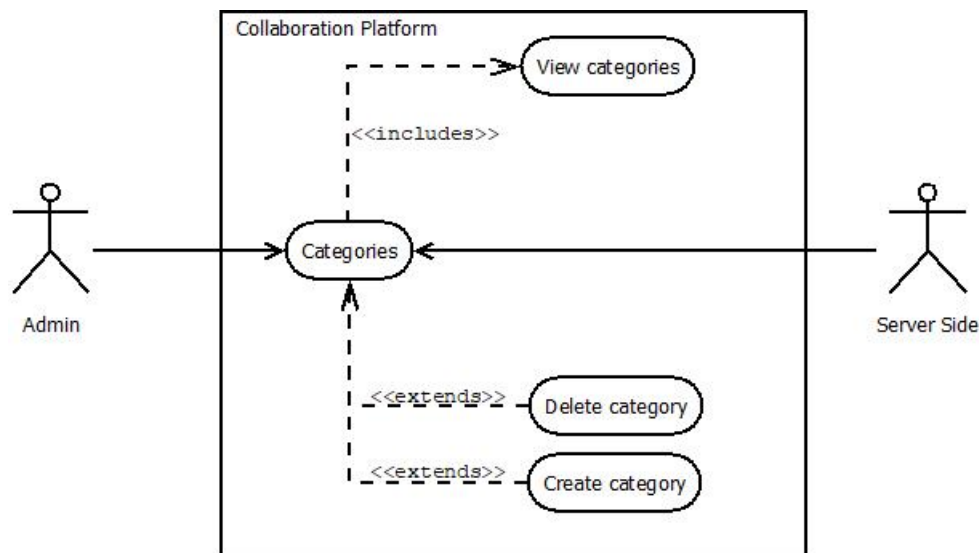 Collaboration Platform
View categories
<<includes>>
Categories
Admin
Server Side
<<extends>>
Delete category
<<extends>>
Create category